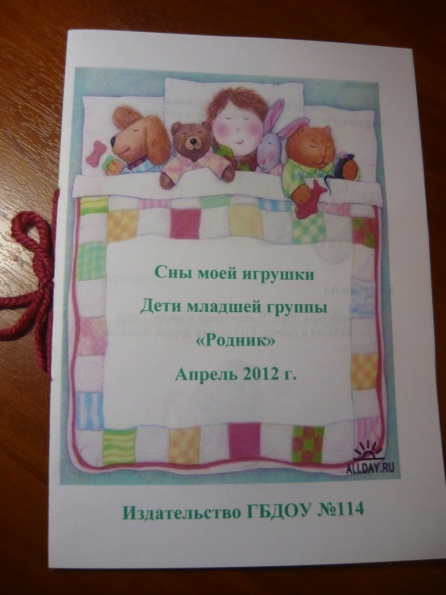 Сны моей игрушки
Дети младшей группы
«Родник»
Апрель 2012 г.
ALLDAY.RU
Издательство ГБДОУ №114